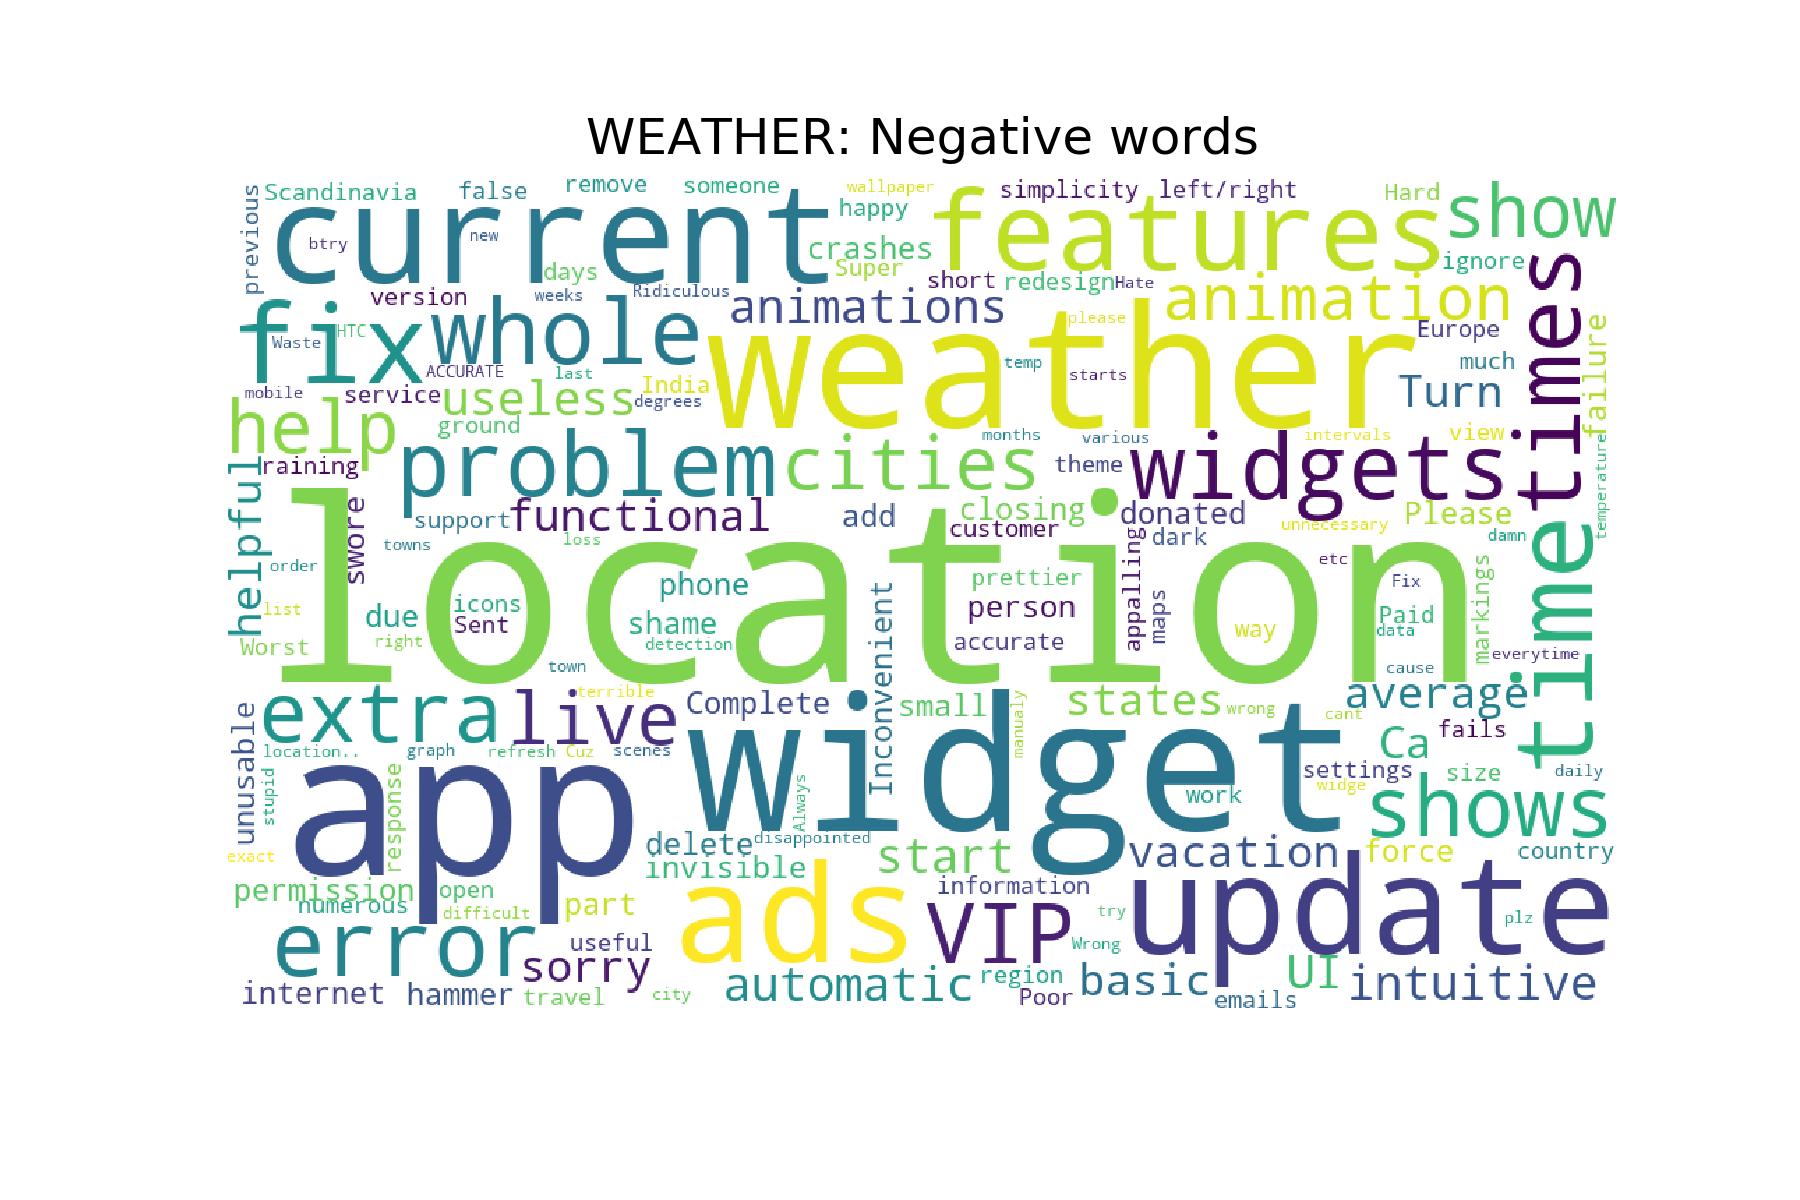 WEATHER: Negative words
Scandinavia false remove someone wallpaper simplicity left/right Hard
previous current happy features show
btry new crashes
days Super short redesign Hate ignore
version weeks Ridiculous animations animation times
fix HTC whole weather please Europe failure
Waste ACCURATE last India temp starts much
mobile service useless degrees Turn
help ground problem cities months various widgets intervals view temperature
raining theme
helpful swore support functional add closing customer donated unnecessary Please
towns loss location appalling dark damn time
order phone prettier etc Fix markings
list due icons Sent shame Inconvenient person maps way Paid data
Worst right detection accurate everytime
town cause
extra live terrible Complete small manualy states wrong average cant
unusable location.. graph refresh Cuz scenes widget Ca fails
stupid app response Always settings size daily
widge work shows
exact delete disappointed start vacation force country
permission open invisible information update
numerous difficult part ads VIP try plz
error useful Wrong
sorry automatic region basic UI intuitive
internet hammer travel city Poor emails